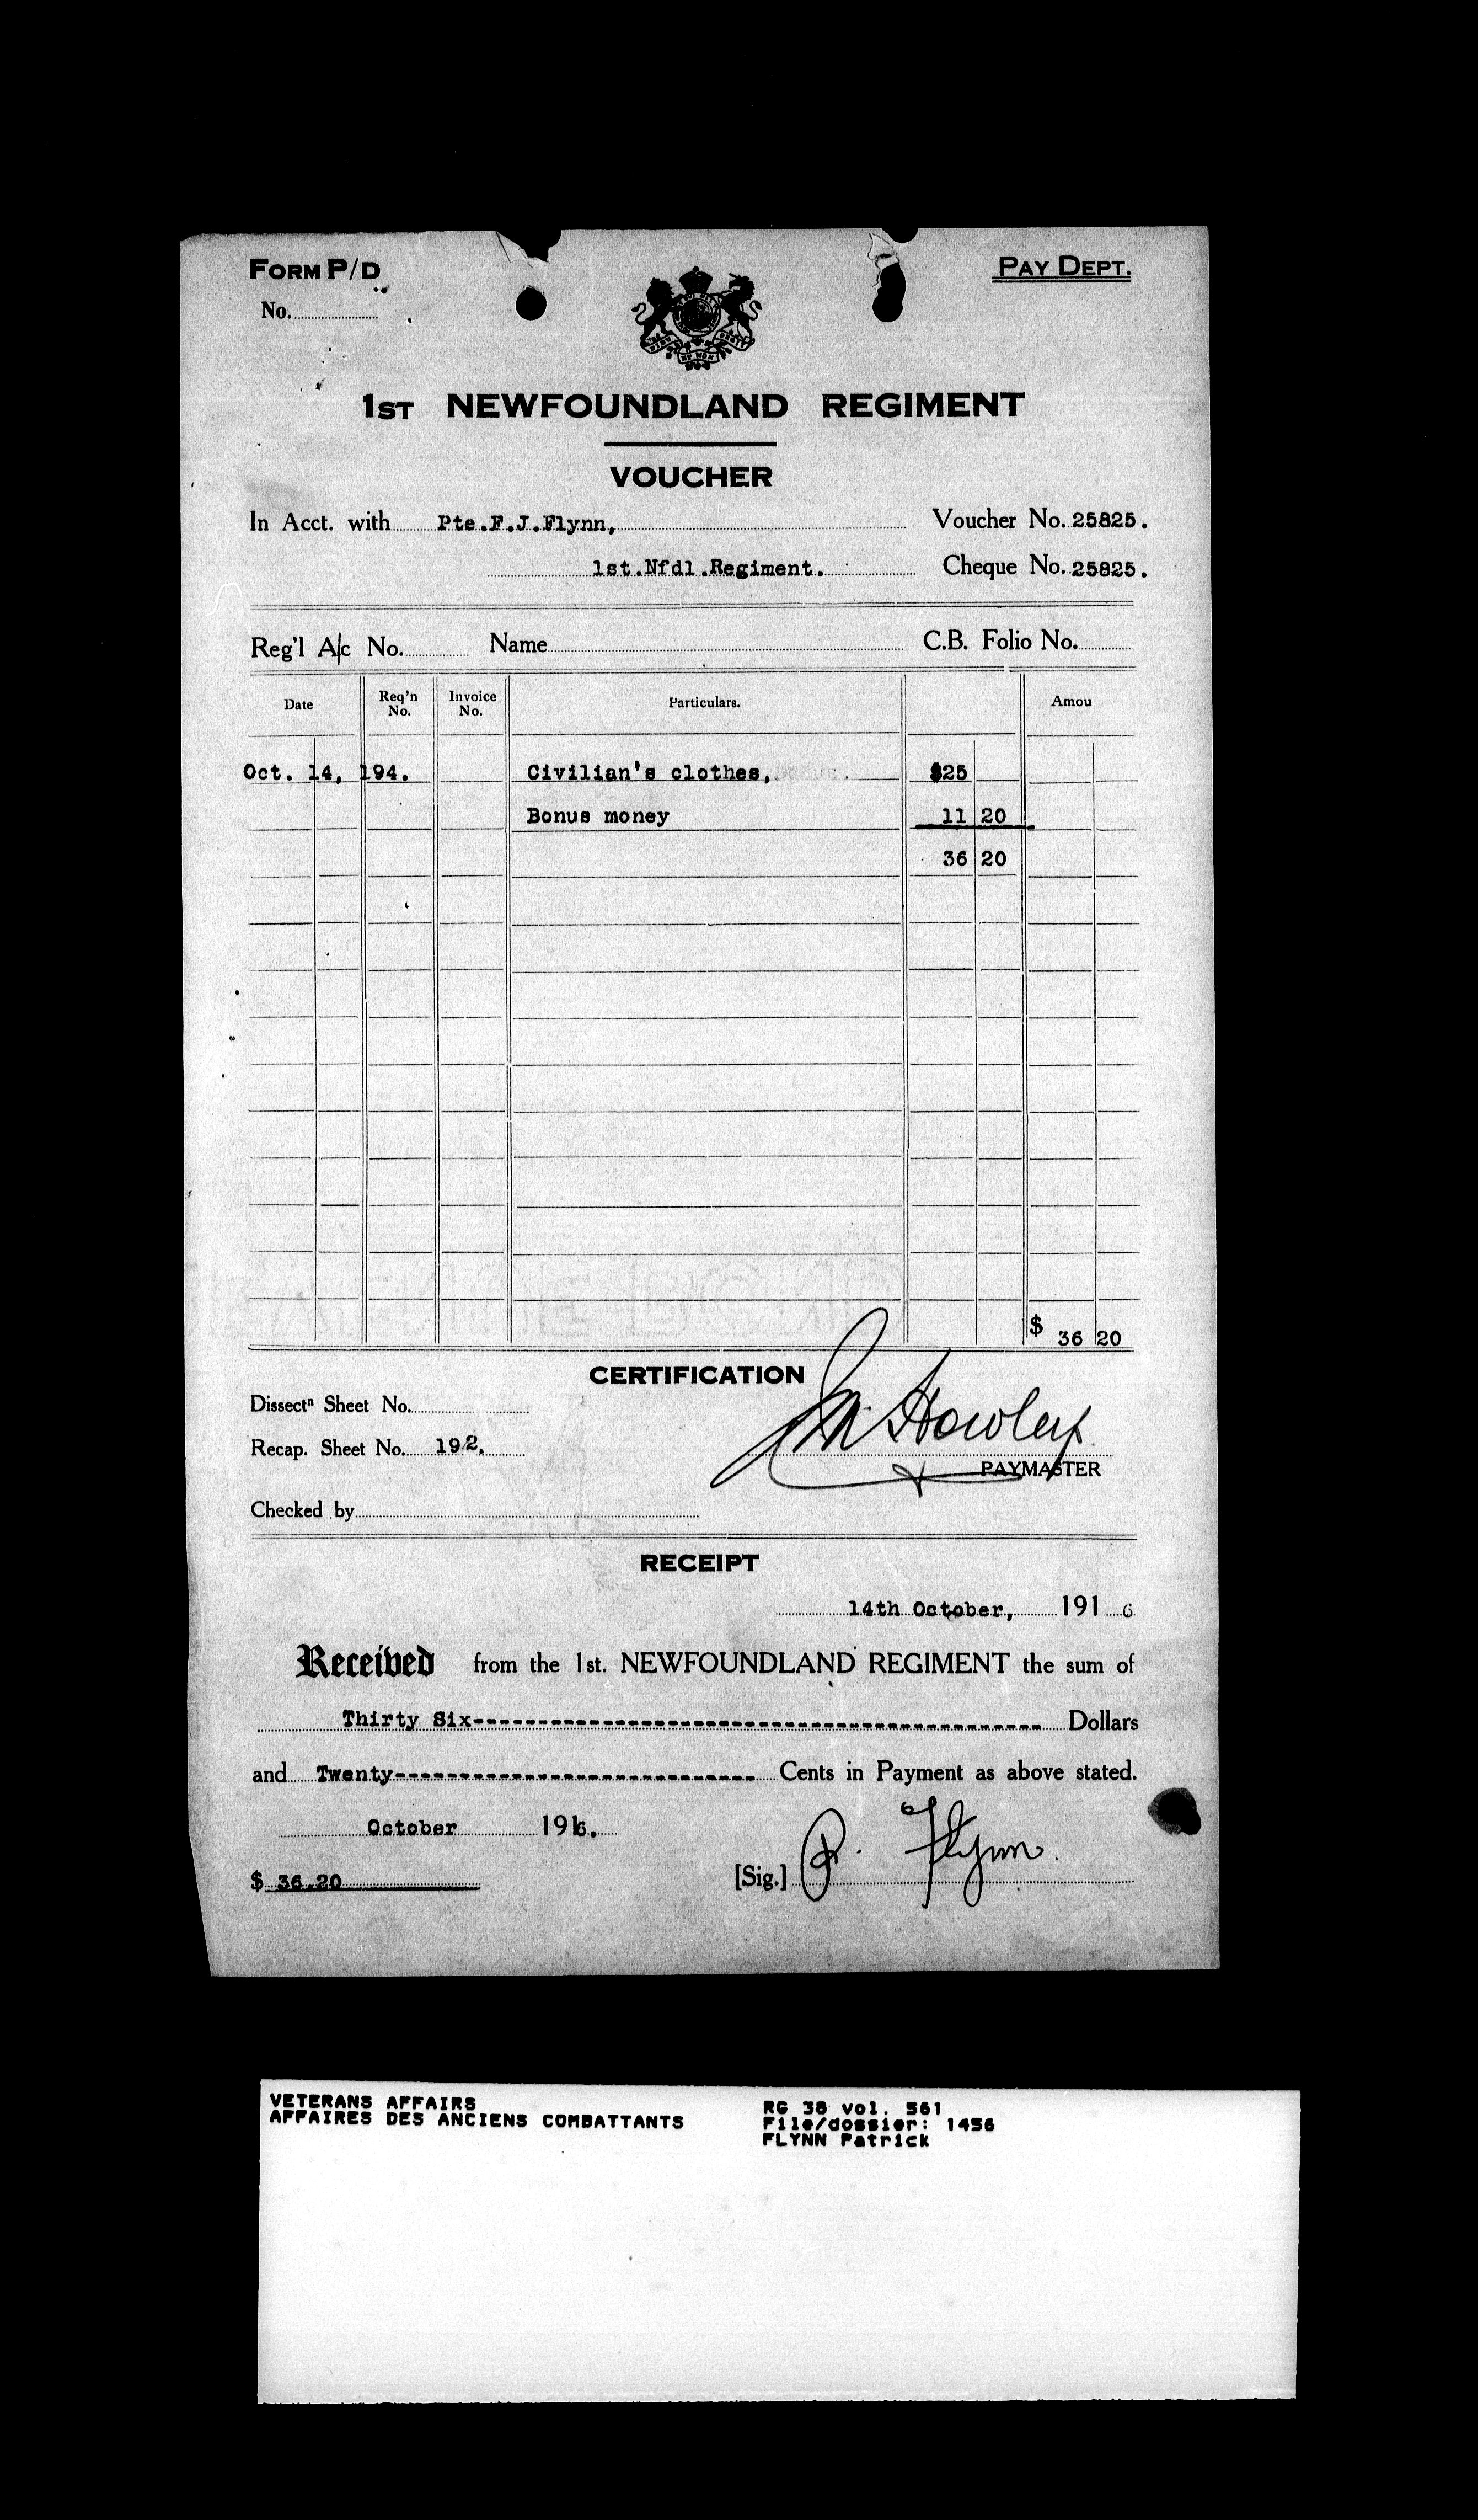 FORM P/D
PAY DEPT.
No.
1ST NEWFOUNDLAND REGIMENT
VOUCHER
In Acct. with Pte.F.J.Flynn, Voucher No. 25825.
1st.Nfdl.Regiment. Cheque No. 25825.
Reg'l A/c No. Name C.B. Folio No.
Date Req'n No. Invoice No. Particulars. Amou
Oct. 14, 194. Civilian's clothes, $25
Bonus money 11 20
36 20
$ 36 20
CERTIFICATION
Dissectn Sheet No.
Howley
Recap. Sheet No. 192.
PAYMASTER
Checked by
RECEIPT
14th October, 191 6
Received from the 1st. NEWFOUNDLAND REGIMENT the sum of
Thirty Six-------------------------------------------- Dollars
and Twenty---------------------------- Cents in Payment as above stated.
October 1916.
$ 36.20 [Sig.] P. Flynn.
VETERANS AFFAIRS
AFFAIRES DES ANCIENS COMBATTANTS
RG 38 vol. 561
File/dossier: 1456
FLYNN Patrick